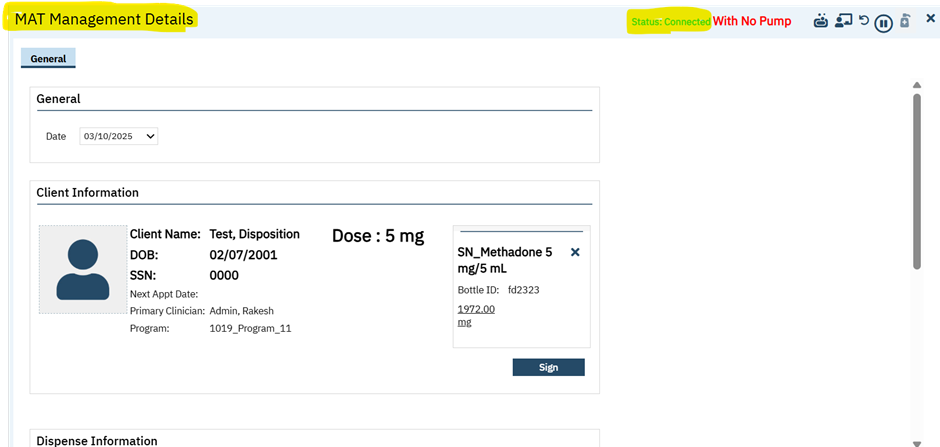 MAT Management Details
Status: Connected With No Pump
General
General
Date 03/10/2025
Client Information
Client Name: Test, Disposition
DOB: 02/07/2001
SSN: 0000
Next Appt Date:
Primary Clinician: Admin, Rakesh
Program: 1019_Program_11
Dose : 5 mg
SN_Methadone 5
mg/5 mL
Bottle ID: fd2323
1972.00
mg
Sign
Dispense Information